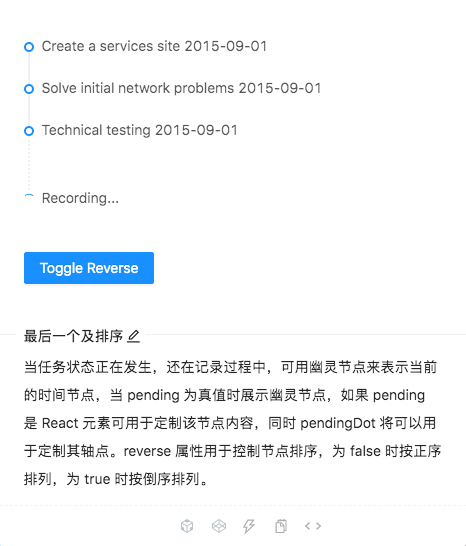 Create a services site 2015-09-01
Solve initial network problems 2015-09-01
Technical testing 2015-09-01
Recording...
Toggle Reverse
最后一个及排序
当任务状态正在发生，还在记录过程中，可用幽灵节点来表示当前
的时间节点，当 pending 为真值时展示幽灵节点，如果 pending
是 React 元素可用于定制该节点内容，同时 pendingDot 将可以用
于定制其轴点。reverse 属性用于控制节点排序，为 false 时按正序
排列，为 true 时按倒序排列。